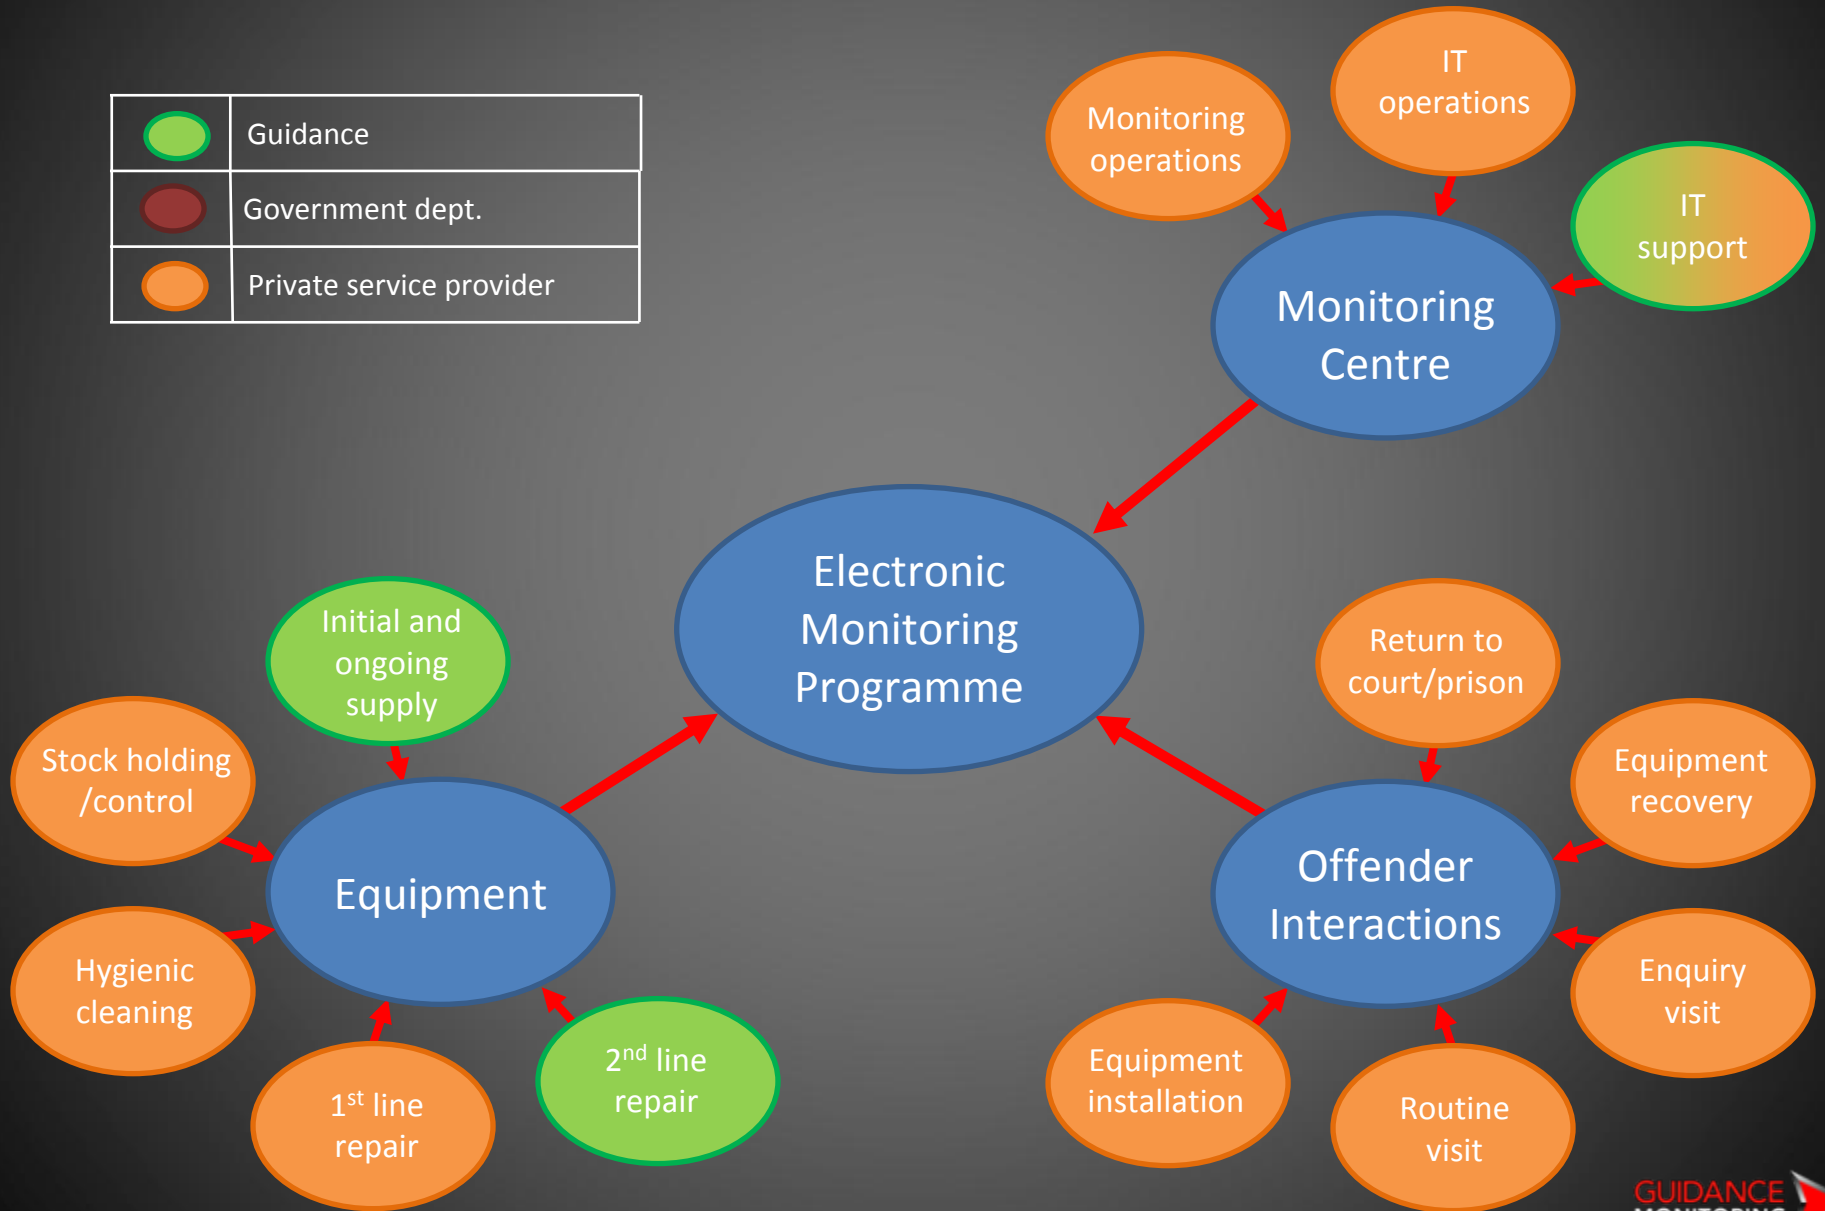 Guidance
Government dept.
Private service provider
IT
operations
Monitoring
operations
IT
support
Monitoring
Centre
Electronic
Monitoring
Programme
Initial and
ongoing
supply
Stock holding
/control
Equipment
Hygienic
cleaning
1st line
repair
2nd line
repair
Return to
court/prison
Equipment
recovery
Offender
Interactions
Enquiry
visit
Equipment
installation
Routine
visit
GUIDANCE
MONITORING